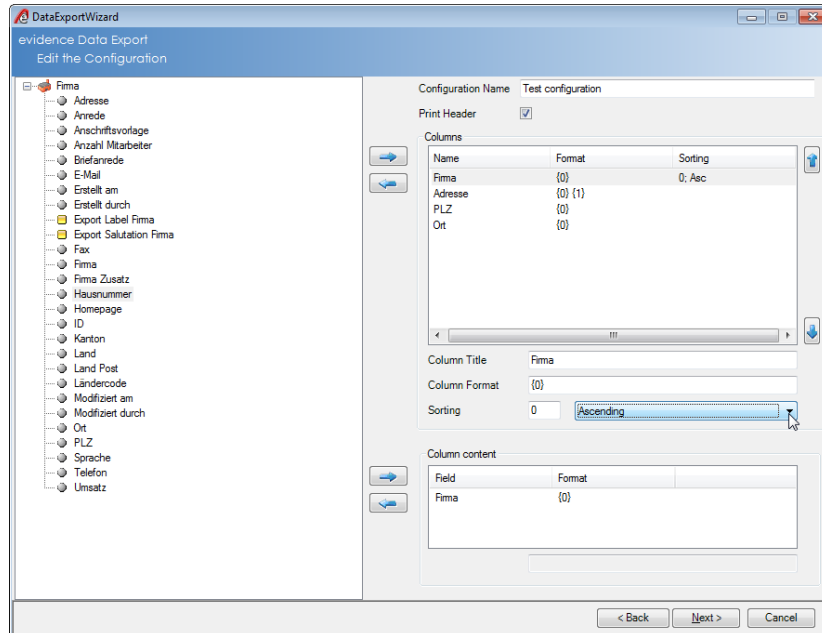 DataExportWizard
evidence Data Export
Edit the Configuration
Firma
Adresse
Anrede
Anschriftsvorlage
Anzahl Mitarbeiter
Briefanrede
E-Mail
Erstellt am
Erstellt durch
Export Label Firma
Export Salutation Firma
Fax
Firma
Firma Zusatz
Hausnummer
Homepage
ID
Kanton
Land
Land Post
Ländercode
Modifiziert am
Modifiziert durch
Ort
PLZ
Sprache
Telefon
Umsatz
Configuration Name Test configuration
Print Header
Columns
Name Format Sorting
Firma {0} 0; Asc
Adresse {0} {1}
PLZ {0}
Ort {0}
Column Title Firma
Column Format {0}
Sorting 0 Ascending
Column content
Field Format
Firma {0}
< Back Next > Cancel